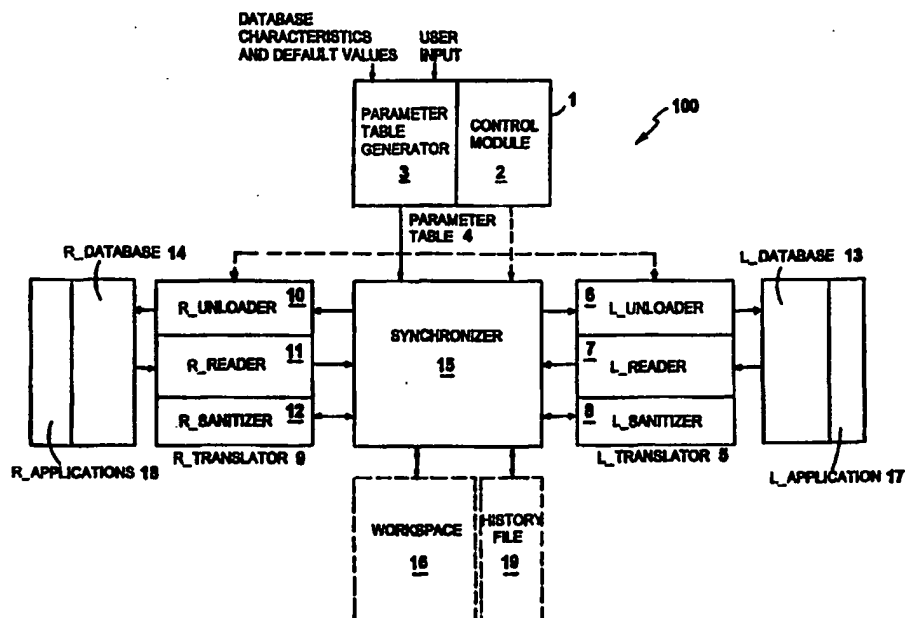 DATABASE
CHARACTERISTICS
AND DEFAULT VALUES
USER
INPUT
PARAMETER
TABLE
GENERATOR
3
CONTROL
MODULE
2
1
100
PARAMETER
TABLE 4
R_DATABASE 14
L_DATABASE 13
R_UNLOADER 10
R_READER 11
R_SANITIZER 12
R_TRANSLATOR 9
R_APPLICATIONS 18
SYNCHRONIZER
15
6 L_UNLOADER
7 L_READER
8 L_SANITIZER
L_TRANSLATOR 5
L_APPLICATION 17
WORKSPACE
16
HISTORY
FILE
19